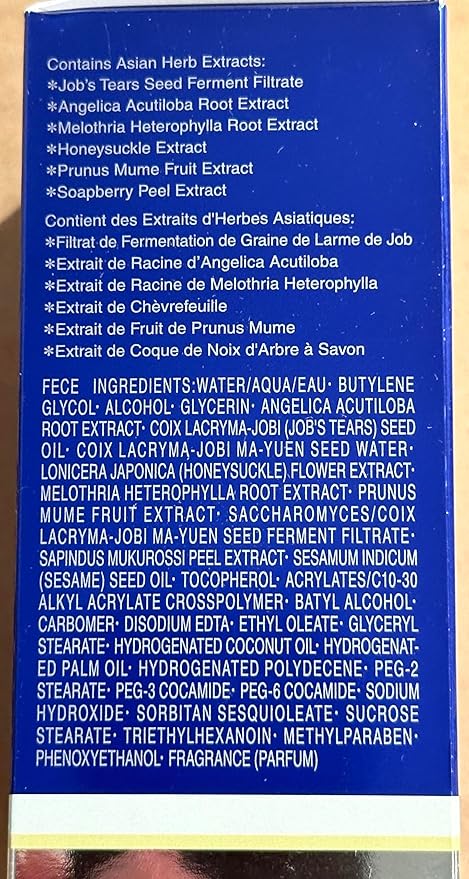 Contains Asian Herb Extracts:
*Job's Tears Seed Ferment Filtrate
*Angelica Acutiloba Root Extract
*Melothria Heterophylla Root Extract
*Honeysuckle Extract
*Prunus Mume Fruit Extract
*Soapberry Peel Extract
Contient des Extraits d'Herbes Asiatiques:
*Filtrat de Fermentation de Graine de Larme de Job
*Extrait de Racine d'Angelica Acutiloba
*Extrait de Racine de Melothria Heterophylla
*Extrait de Chèvrefeuille
*Extrait de Fruit de Prunus Mume
*Extrait de Coque de Noix d'Arbre à Savon
FECE INGREDIENTS:WATER/AQUA/EAU· BUTYLENE
GLYCOL· ALCOHOL· GLYCERIN· ANGELICA ACUTILOBA
ROOT EXTRACT· COIX LACRYMA-JOBI (JOB'S TEARS) SEED
OIL· COIX LACRYMA-JOBI MA-YUEN SEED WATER·
LONICERA JAPONICA (HONEYSUCKLE) FLOWER EXTRACT·
MELOTHRIA HETEROPHYLLA ROOT EXTRACT· PRUNUS
MUME FRUIT EXTRACT· SACCHAROMYCES/COIX
LACRYMA-JOBI MA-YUEN SEED FERMENT FILTRATE·
SAPINDUS MUKUROSSI PEEL EXTRACT· SESAMUM INDICUM
(SESAME) SEED OIL· TOCOPHEROL· ACRYLATES/C10-30
ALKYL ACRYLATE CROSSPOLYMER· BATYL ALCOHOL·
CARBOMER· DISODIUM EDTA· ETHYL OLEATE· GLYCERYL
STEARATE· HYDROGENATED COCONUT OIL· HYDROGENAT-
ED PALM OIL· HYDROGENATED POLYDECENE· PEG-2
STEARATE· PEG-3 COCAMIDE· PEG-6 COCAMIDE· SODIUM
HYDROXIDE· SORBITAN SESQUIOLEATE· SUCROSE
STEARATE· TRIETHYLHEXANOIN· METHYLPARABEN·
PHENOXYETHANOL· FRAGRANCE (PARFUM)